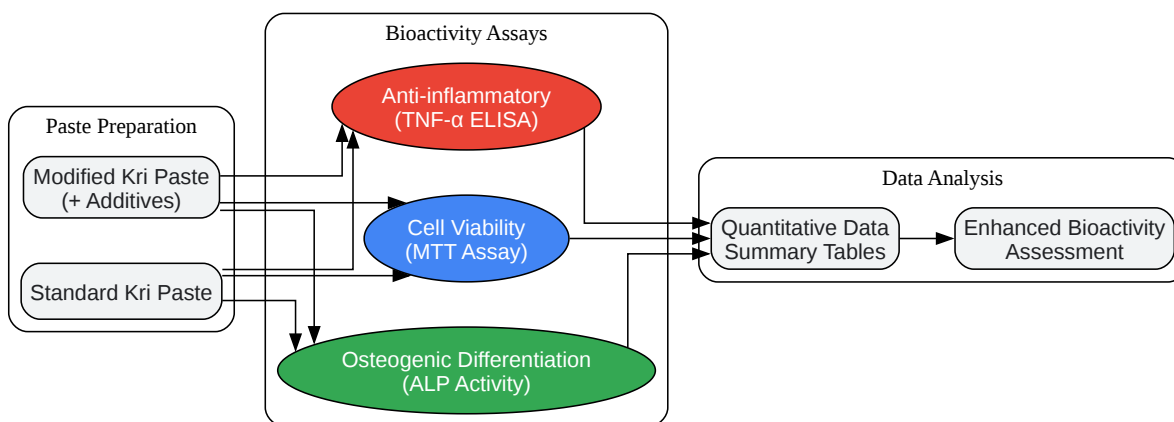 Paste Preparation
Modified Kri Paste
(+ Additives)
Standard Kri Paste
Bioactivity Assays
Anti-inflammatory
(TNF-α ELISA)
Cell Viability
(MTT Assay)
Osteogenic Differentiation
(ALP Activity)
Data Analysis
Quantitative Data
Summary Tables
Enhanced Bioactivity
Assessment